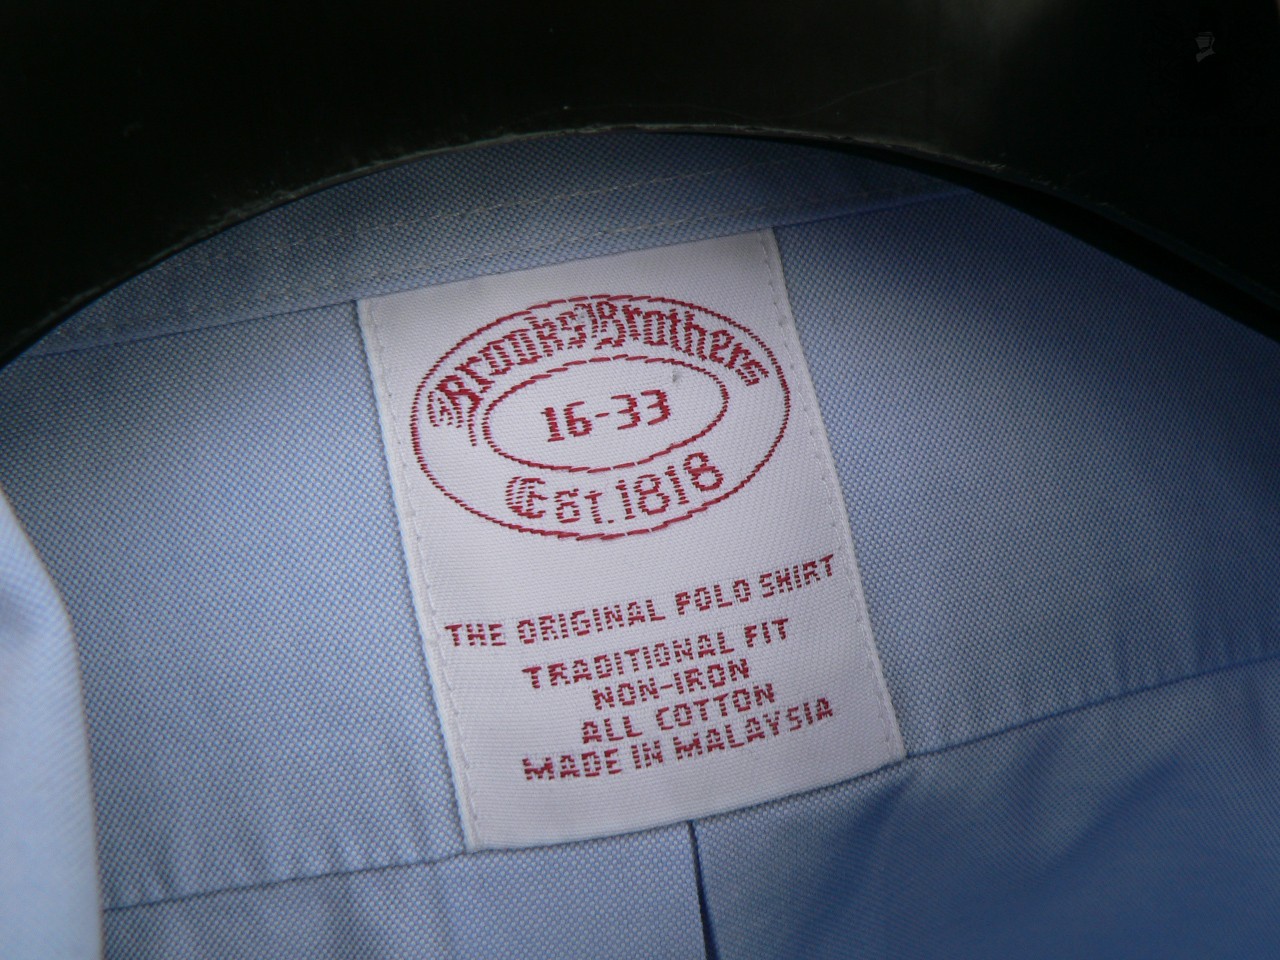 Brooks Brothers
16-33
Est. 1818
THE ORIGINAL POLO SHIRT
TRADITIONAL FIT
NON-IRON
ALL COTTON
MADE IN MALAYSIA